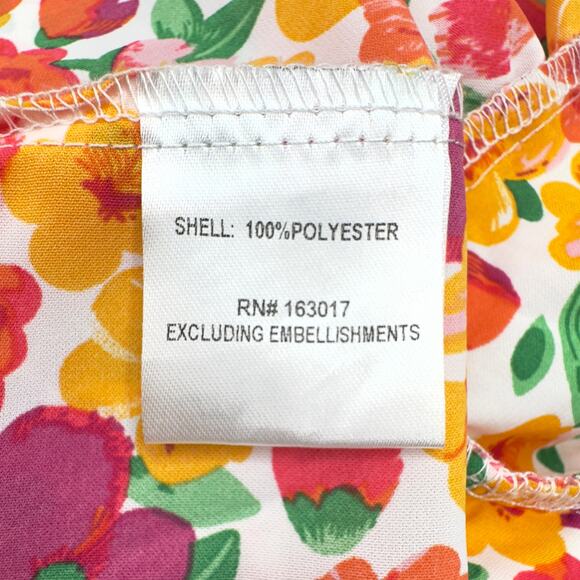 SHELL: 100%POLYESTER
RN# 163017
EXCLUDING EMBELLISHMENTS